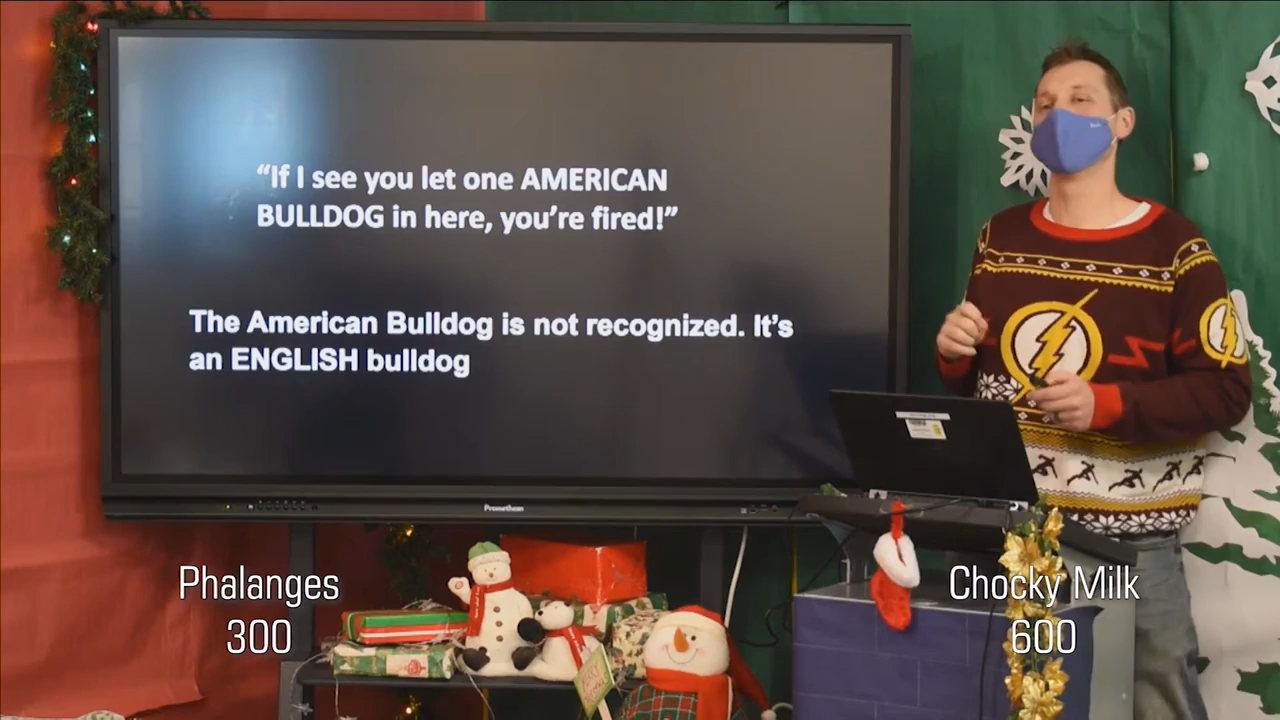 “If I see you let one AMERICAN
BULLDOG in here, you’re fired!”
The American Bulldog is not recognized. It’s
an ENGLISH bulldog
Promethean
Phalanges
300
Chocky Milk
600